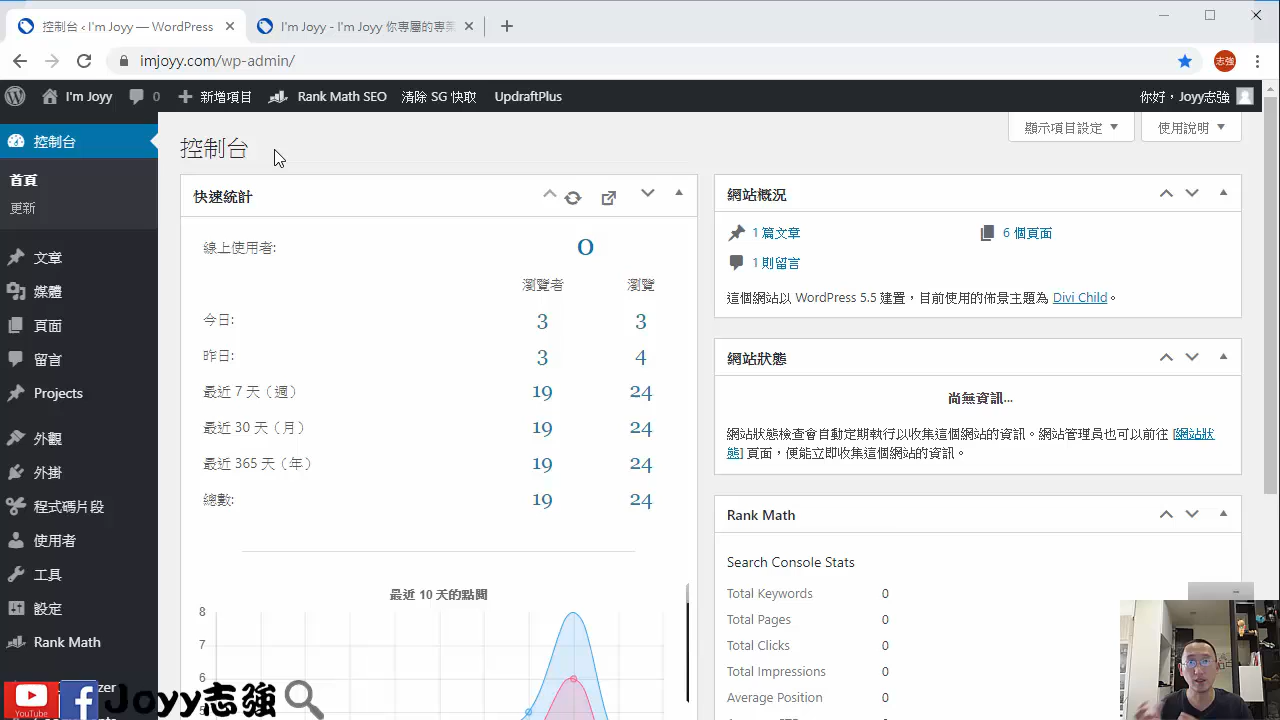 控制台 ‹ I'm Joyy — WordPress
I'm Joyy - I'm Joyy 你專屬的專
imjoyy.com/wp-admin/
志強
I'm Joyy
0
新增項目
Rank Math SEO
清除 SG 快取
UpdraftPlus
你好，Joyy志強
控制台
首頁
更新
文章
媒體
頁面
留言
Projects
外觀
外掛
程式碼片段
使用者
工具
設定
Rank Math
控制台
顯示項目設定
使用說明
快速統計
線上使用者: 0
瀏覽者 瀏覽
今日: 3 3
昨日: 3 4
最近 7 天（週） 19 24
最近 30 天（月） 19 24
最近 365 天（年） 19 24
總數: 19 24
最近 10 天的點閱
8
7
6
網站概況
1 篇文章
6 個頁面
1 則留言
這個網站以 WordPress 5.5 建置，目前使用的佈景主題為 Divi Child。
網站狀態
尚無資訊...
網站狀態檢查會自動定期執行以收集這個網站的資訊。網站管理員也可以前往 [網站狀
態] 頁面，便能立即收集這個網站的資訊。
Rank Math
Search Console Stats
Total Keywords 0
Total Pages 0
Total Clicks 0
Total Impressions 0
Average Position 0
YouTube
Joyy志強